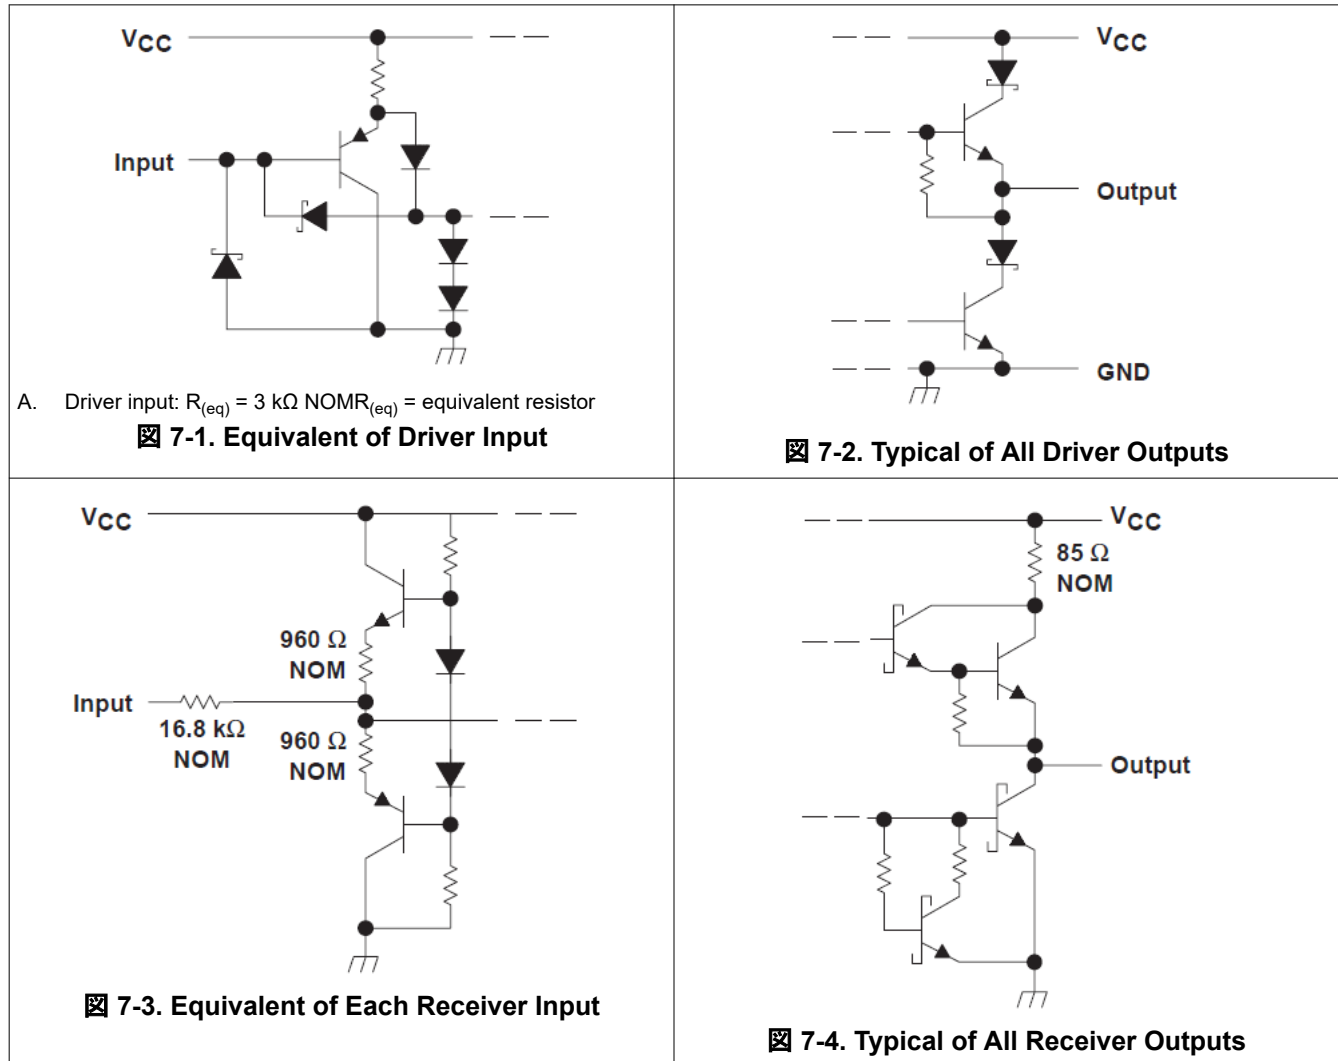 VCC
Input
A. Driver input: R(eq) = 3 kΩ NOMR(eq) = equivalent resistor
図 7-1. Equivalent of Driver Input
VCC
Output
GND
図 7-2. Typical of All Driver Outputs
VCC
960 Ω
NOM
Input
16.8 kΩ
NOM
960 Ω
NOM
図 7-3. Equivalent of Each Receiver Input
VCC
85 Ω
NOM
Output
図 7-4. Typical of All Receiver Outputs